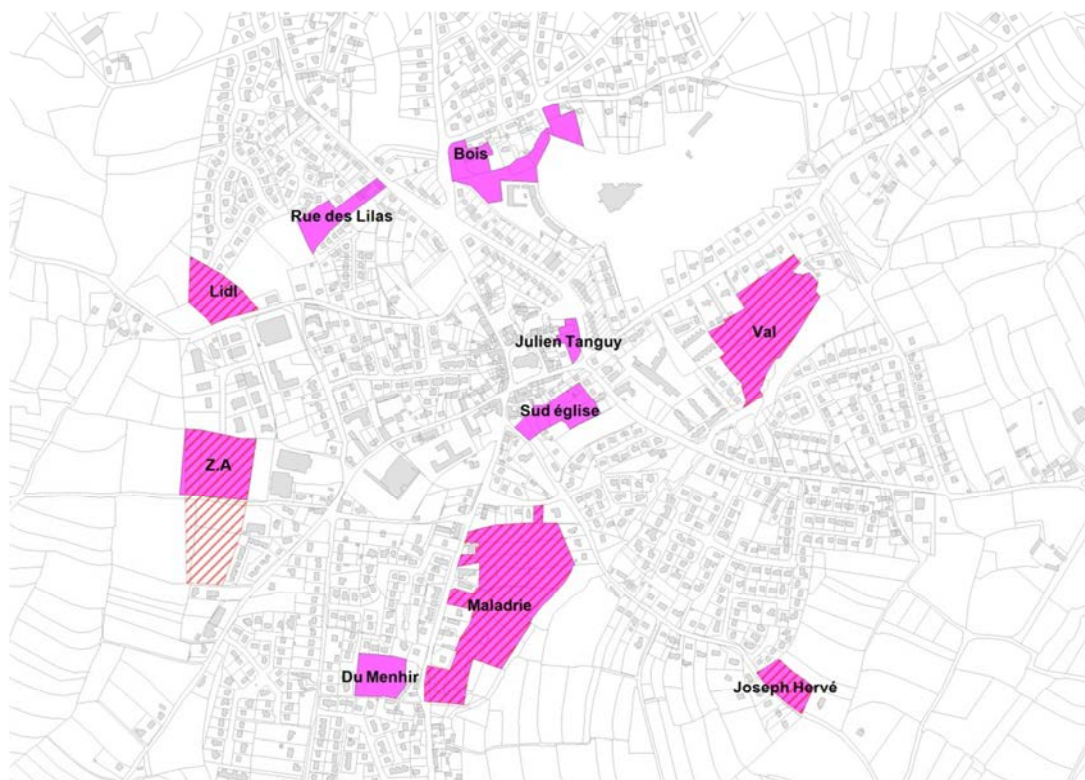 Bois
Rue des Lilas
Lidl
Val
Julien Tanguy
Sud église
Z.A
Maladrie
Du Menhir
Joseph Hervé